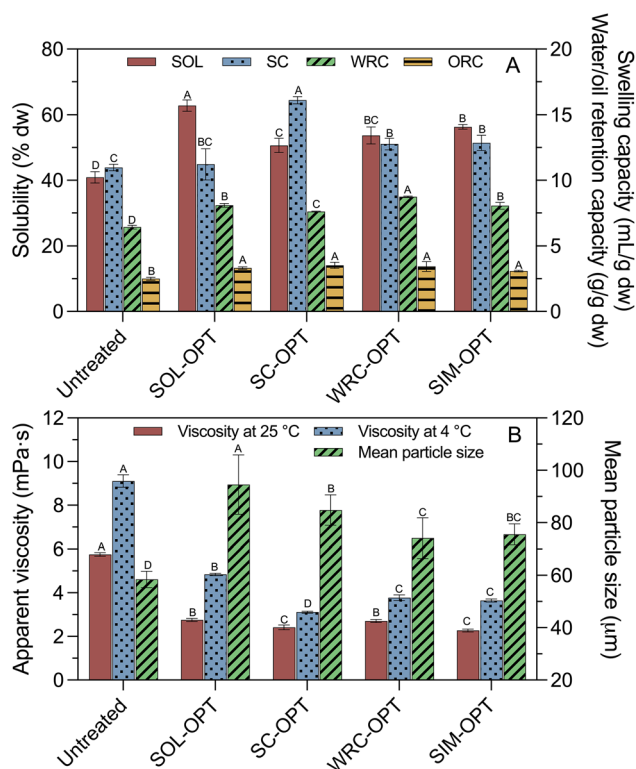 SOL SC WRC ORC A
Solubility (% dw)
80
60
40
20
0
D C D B
A BC B A
C A C A
BC B A A
C B B A
20
15
10
5
0
Swelling capacity (mL/g dw)
Water/oil retention capacity (g/g dw)
Untreated SOL-OPT SC-OPT WRC-OPT SIM-OPT
Viscosity at 25 °C Viscosity at 4 °C B
Mean particle size
Apparent viscosity (mPa·s)
12
10
8
6
4
2
0
A A D
B B A
C D B
B C C
C C BC
120
100
80
60
40
20
Mean particle size (μm)
Untreated SOL-OPT SC-OPT WRC-OPT SIM-OPT